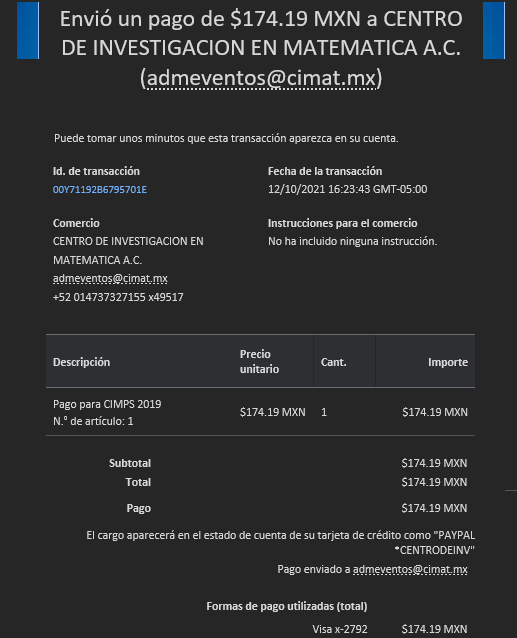 Envió un pago de $174.19 MXN a CENTRO
DE INVESTIGACION EN MATEMATICA A.C.
(admeventos@cimat.mx)
Puede tomar unos minutos que esta transacción aparezca en su cuenta.
Id. de transacción
00Y71192B6795701E
Fecha de la transacción
12/10/2021 16:23:43 GMT-05:00
Comercio
CENTRO DE INVESTIGACION EN
MATEMATICA A.C.
admeventos@cimat.mx
+52 014737327155 x49517
Instrucciones para el comercio
No ha incluido ninguna instrucción.
Descripción Precio unitario Cant. Importe
Pago para CIMPS 2019
N.° de artículo: 1
$174.19 MXN 1 $174.19 MXN
Subtotal $174.19 MXN
Total $174.19 MXN
Pago $174.19 MXN
El cargo aparecerá en el estado de cuenta de su tarjeta de crédito como "PAYPAL
*CENTRODEINV"
Pago enviado a admeventos@cimat.mx
Formas de pago utilizadas (total)
Visa x-2792 $174.19 MXN